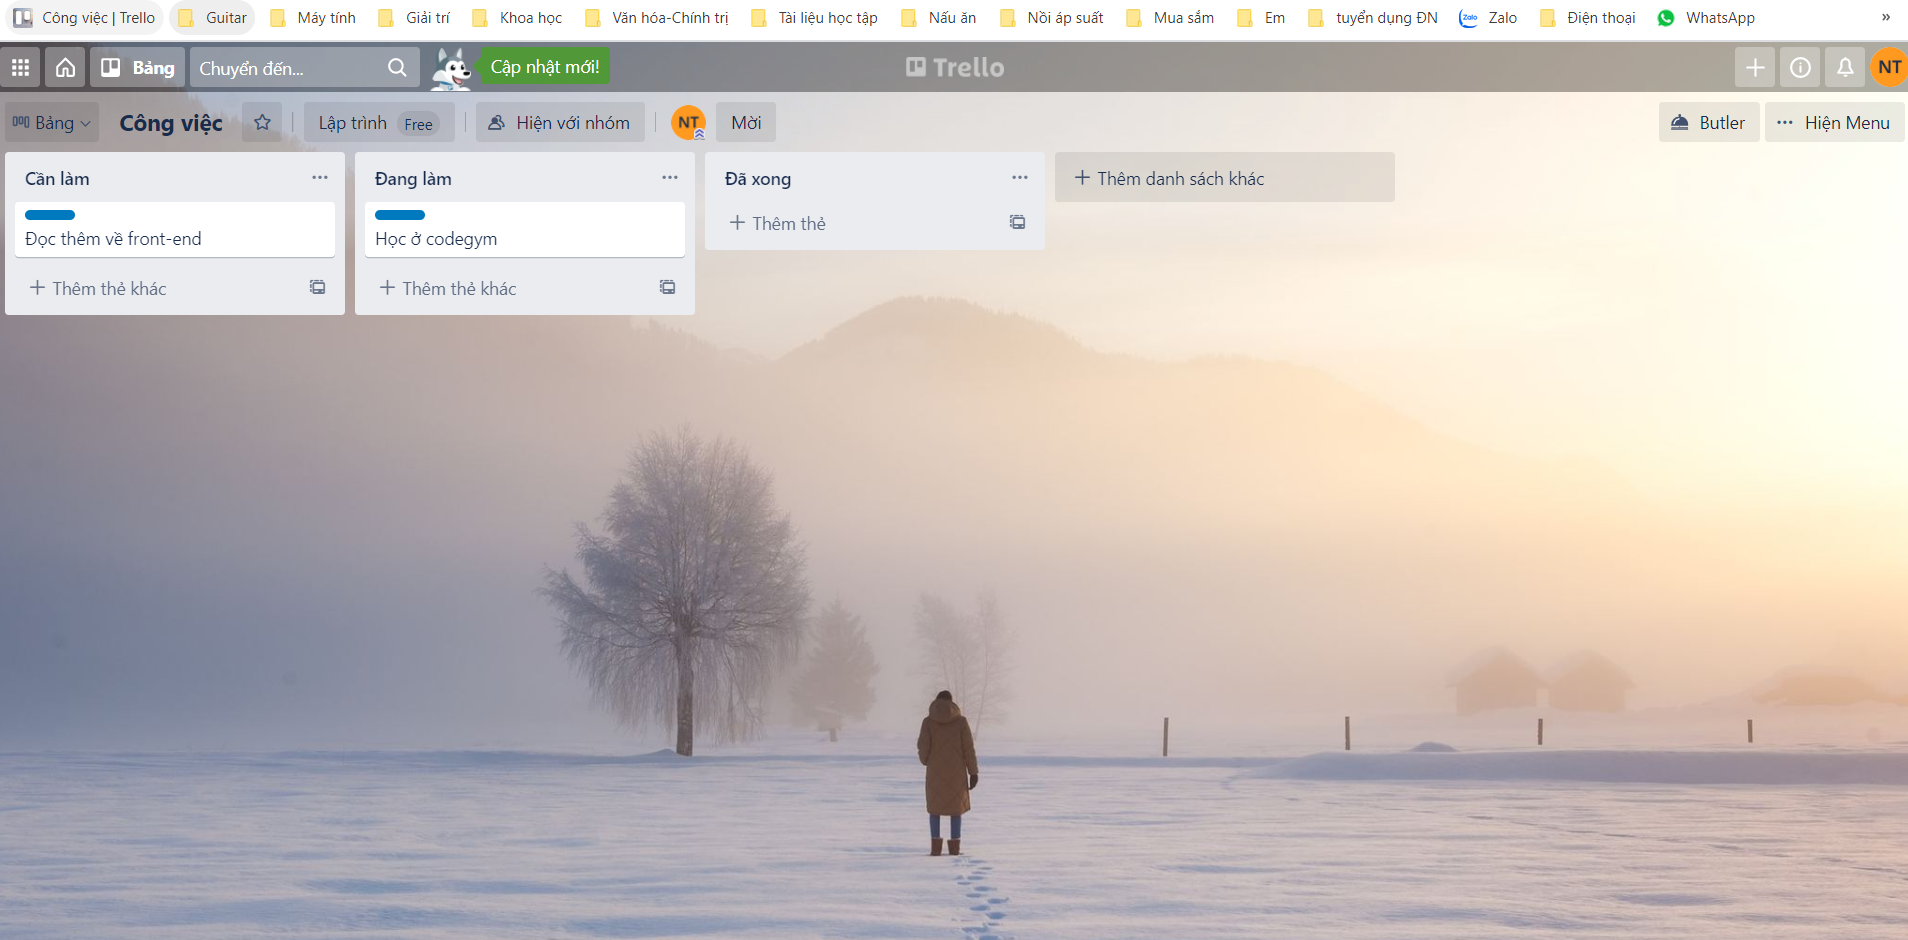 Công việc | Trello Guitar Máy tính Giải trí Khoa học Văn hóa-Chính trị Tài liệu học tập Nấu ăn Nồi áp suất Mua sắm Em tuyển dụng ĐN Zalo Zalo Điện thoại WhatsApp »
Bảng Chuyển đến... Cập nhật mới! Trello NT
Bảng Công việc Lập trình Free Hiện với nhóm NT Mời Butler Hiện Menu
Cần làm
Đọc thêm về front-end
Thêm thẻ khác
Đang làm
Học ở codegym
Thêm thẻ khác
Đã xong
Thêm thẻ
Thêm danh sách khác